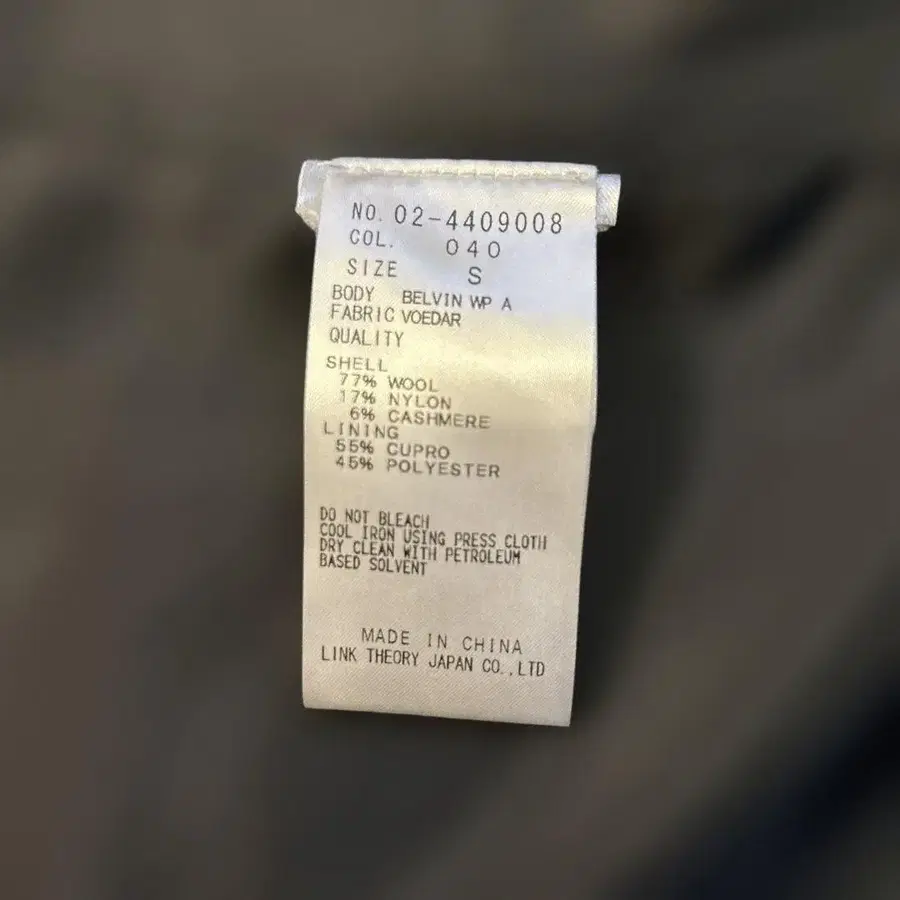 NO. 02-4409008
COL. 040
SIZE S
BODY BELVIN WP A
FABRIC VOEDAR
QUALITY
SHELL
77% WOOL
17% NYLON
6% CASHMERE
LINING
55% CUPRO
45% POLYESTER
DO NOT BLEACH
COOL IRON USING PRESS CLOTH
DRY CLEAN WITH PETROLEUM
BASED SOLVENT
MADE IN CHINA
LINK THEORY JAPAN CO.,LTD